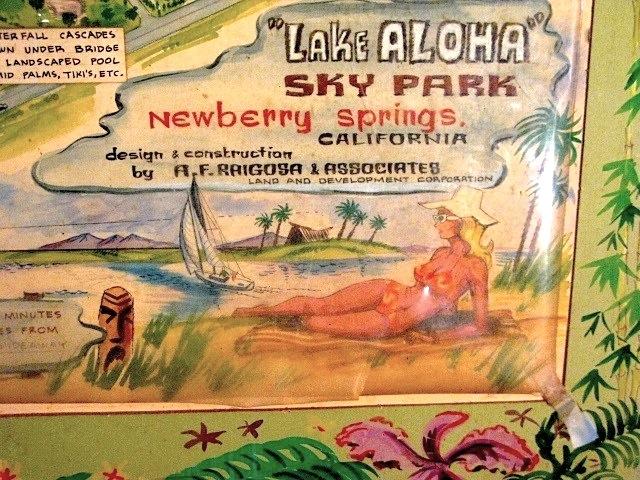 TERFALL CASCADES
WN UNDER BRIDGE
LANDSCAPED POOL
MID PALMS, TIKI'S, ETC.
"LAKE ALOHA"
SKY PARK
NEWBERRY SPRINGS.
CALIFORNIA
design & construction
by A.F. RAIGOSA & ASSOCIATES
LAND AND DEVELOPMENT CORPORATION
MINUTES
ES FROM